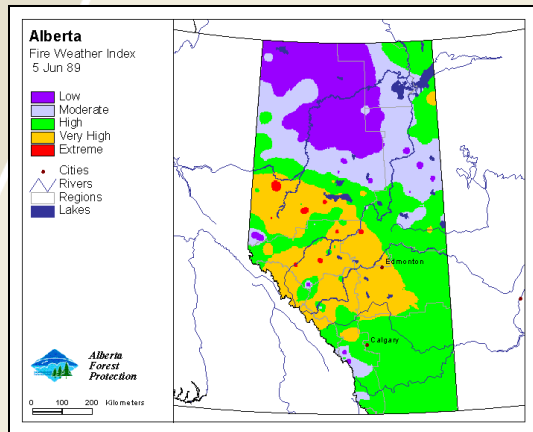 Alberta
Fire Weather Index
5 Jun 89
Low
Moderate
High
Very High
Extreme
Cities
Rivers
Regions
Lakes
Edmonton
Calgary
Alberta
Forest
Protection
0 100 200 Kilometers